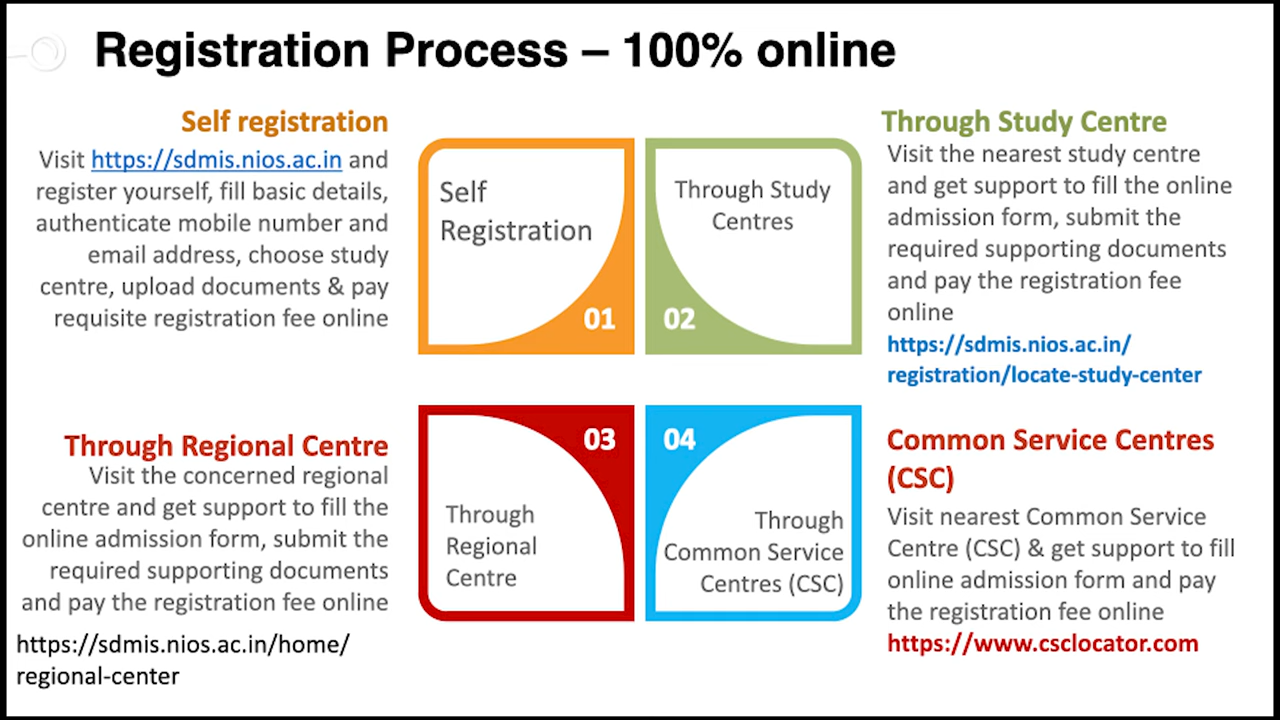 Registration Process – 100% online
Self registration
Visit https://sdmis.nios.ac.in and
register yourself, fill basic details,
authenticate mobile number and
email address, choose study
centre, upload documents & pay
requisite registration fee online
Self
Registration
01
Through Study
Centres
02
Through Study Centre
Visit the nearest study centre
and get support to fill the online
admission form, submit the
required supporting documents
and pay the registration fee
online
https://sdmis.nios.ac.in/
registration/locate-study-center
Through Regional Centre
Visit the concerned regional
centre and get support to fill the
online admission form, submit the
required supporting documents
and pay the registration fee online
https://sdmis.nios.ac.in/home/
regional-center
03
Through
Regional
Centre
04
Through
Common Service
Centres (CSC)
Common Service Centres
(CSC)
Visit nearest Common Service
Centre (CSC) & get support to fill
online admission form and pay
the registration fee online
https://www.csclocator.com